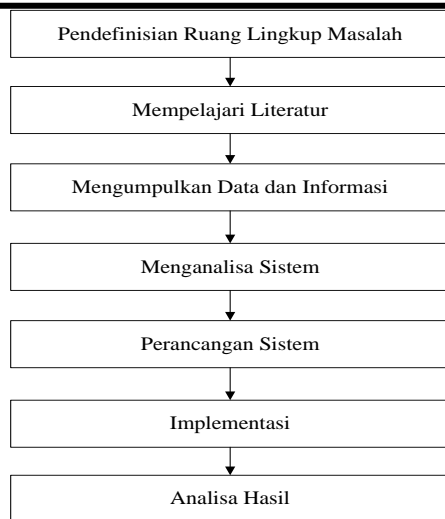 Pendefinisian Ruang Lingkup Masalah
Mempelajari Literatur
Mengumpulkan Data dan Informasi
Menganalisa Sistem
Perancangan Sistem
Implementasi
Analisa Hasil